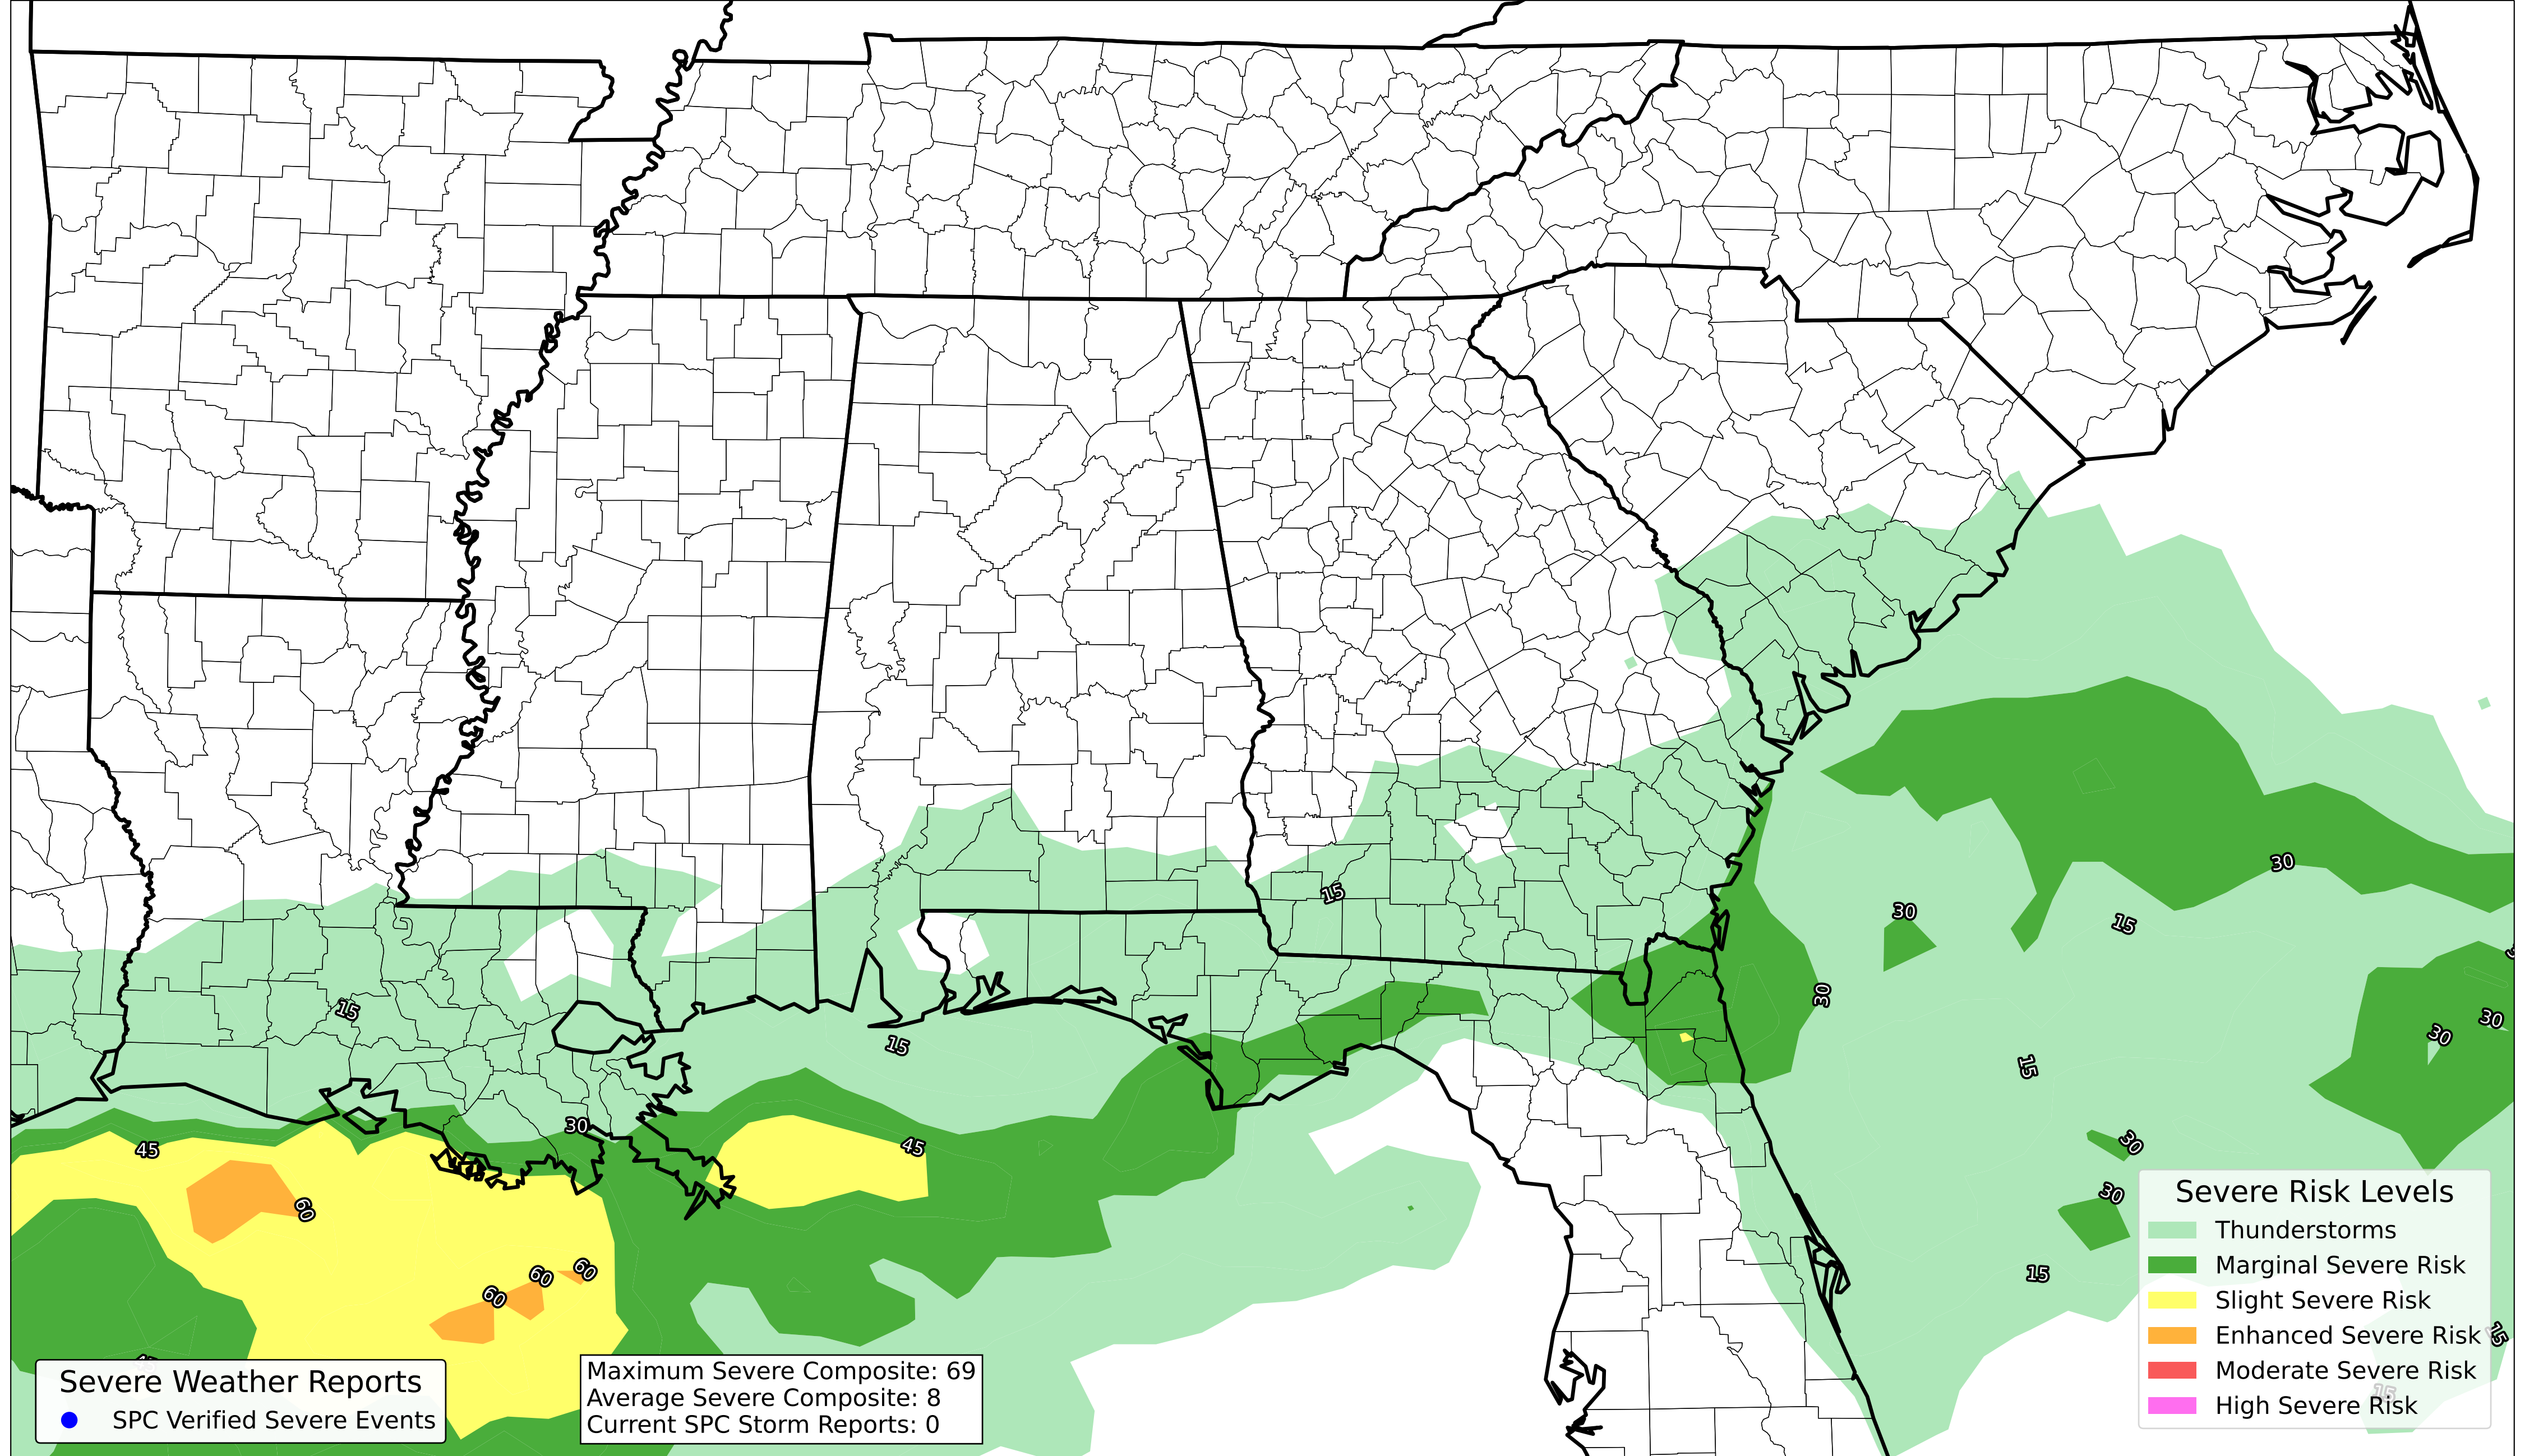 15
30
30
15
15
30
30
30
15
15
30
45
45
30
60
30
60
60
60
15
15
15
Severe Risk Levels
Thunderstorms
Marginal Severe Risk
Slight Severe Risk
Enhanced Severe Risk
Moderate Severe Risk
High Severe Risk
Severe Weather Reports
SPC Verified Severe Events
Maximum Severe Composite: 69
Average Severe Composite: 8
Current SPC Storm Reports: 0